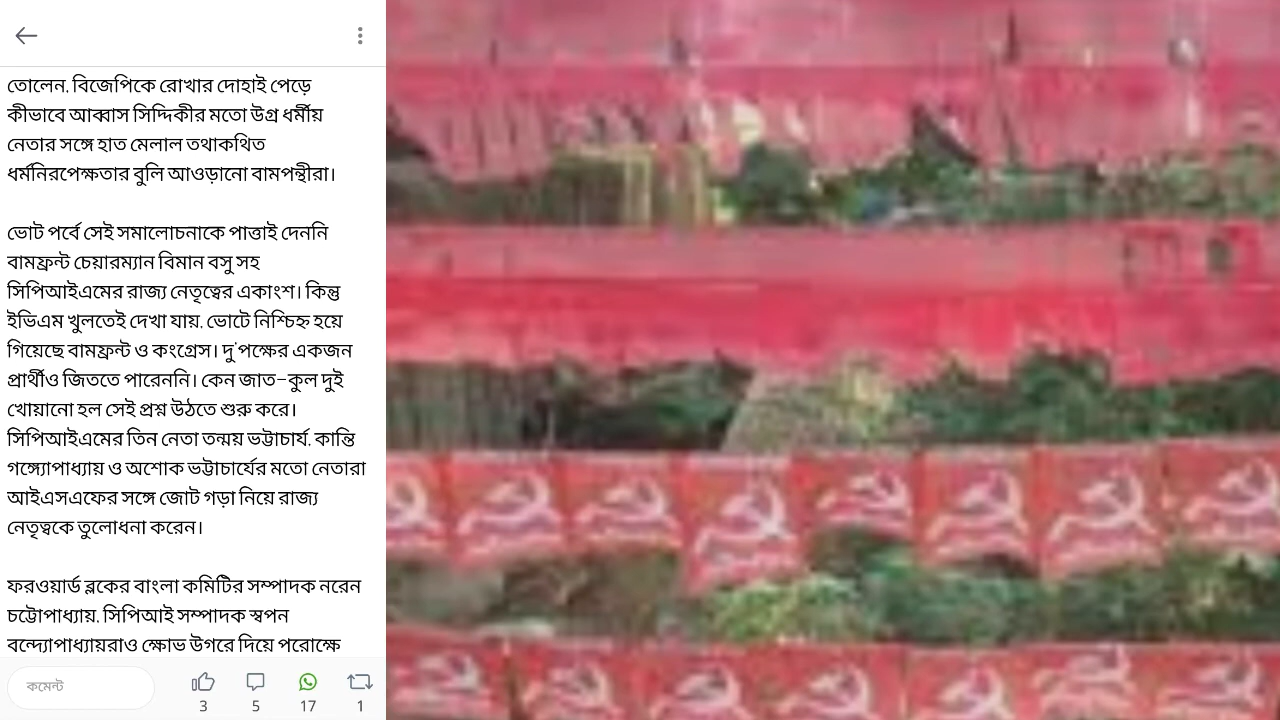 তোলেন. বিজেপিকে রোখার দোহাই পেড়ে
কীভাবে আব্বাস সিদ্দিকীর মতো উগ্র ধর্মীয়
নেতার সঙ্গে হাত মেলাল তথাকথিত
ধর্মনিরপেক্ষতার বুলি আওড়ানো বামপন্থীরা।
ভোট পর্বে সেই সমালোচনাকে পাত্তাই দেননি
বামফ্রন্ট চেয়ারম্যান বিমান বসু সহ
সিপিআইএমের রাজ্য নেতৃত্বের একাংশ। কিন্তু
ইভিএম খুলতেই দেখা যায়. ভোটে নিশ্চিহ্ন হয়ে
গিয়েছে বামফ্রন্ট ও কংগ্রেস। দু'পক্ষের একজন
প্রার্থীও জিততে পারেননি। কেন জাত-কুল দুই
খোয়ানো হল সেই প্রশ্ন উঠতে শুরু করে।
সিপিআইএমের তিন নেতা তন্ময় ভট্টাচার্য. কান্তি
গঙ্গ্যোপাধ্যায় ও অশোক ভট্টাচার্যের মতো নেতারা
আইএসএফের সঙ্গে জোট গড়া নিয়ে রাজ্য
নেতৃত্বকে তুলোধনা করেন।
ফরওয়ার্ড ব্লকের বাংলা কমিটির সম্পাদক নরেন
চট্টোপাধ্যায়. সিপিআই সম্পাদক স্বপন
বন্দ্যোপাধ্যায়রাও ক্ষোভ উগরে দিয়ে পরোক্ষে
কমেন্ট
3 5 17 1